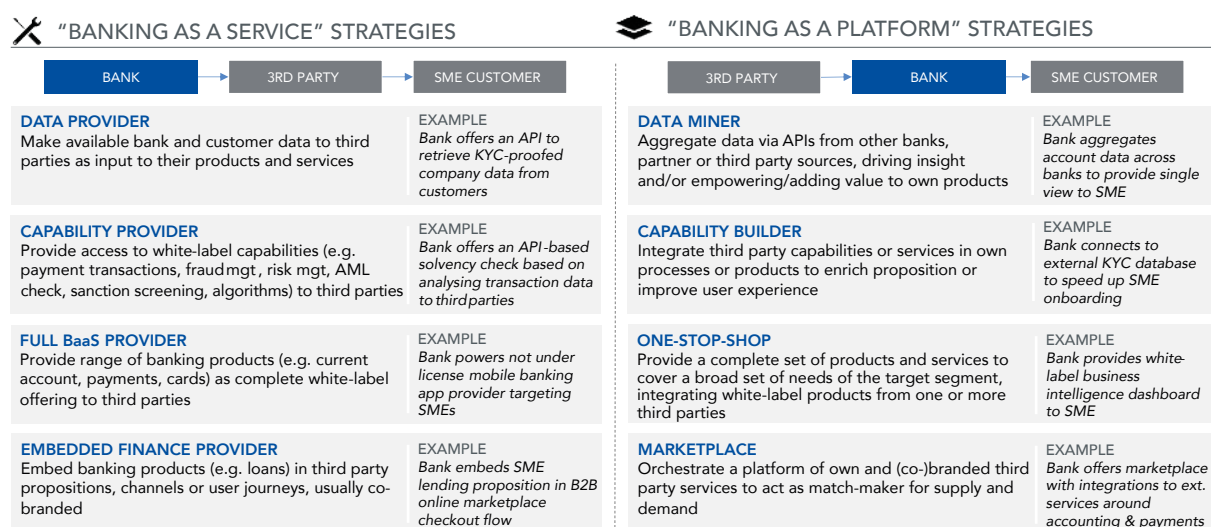 “BANKING AS A SERVICE” STRATEGIES
BANK
3RD PARTY
SME CUSTOMER
DATA PROVIDER
Make available bank and customer data to third
parties as input to their products and services
EXAMPLE
Bank offers an API to
retrieve KYC-proofed
company data from
customers
CAPABILITY PROVIDER
Provide access to white-label capabilities (e.g.
payment transactions, fraud mgt, risk mgt, AML
check, sanction screening, algorithms) to third parties
EXAMPLE
Bank offers an API-based
solvency check based on
analysing transaction data
to third parties
FULL BaaS PROVIDER
Provide range of banking products (e.g. current
account, payments, cards) as complete white-label
offering to third parties
EXAMPLE
Bank powers not under
license mobile banking
app provider targeting
SMEs
EMBEDDED FINANCE PROVIDER
Embed banking products (e.g. loans) in third party
propositions, channels or user journeys, usually co-
branded
EXAMPLE
Bank embeds SME
lending proposition in B2B
online marketplace
checkout flow
“BANKING AS A PLATFORM” STRATEGIES
3RD PARTY
BANK
SME CUSTOMER
DATA MINER
Aggregate data via APIs from other banks,
partner or third party sources, driving insight
and/or empowering/adding value to own products
EXAMPLE
Bank aggregates
account data across
banks to provide single
view to SME
CAPABILITY BUILDER
Integrate third party capabilities or services in own
processes or products to enrich proposition or
improve user experience
EXAMPLE
Bank connects to
external KYC database
to speed up SME
onboarding
ONE-STOP-SHOP
Provide a complete set of products and services to
cover a broad set of needs of the target segment,
integrating white-label products from one or more
third parties
EXAMPLE
Bank provides white-
label business
intelligence dashboard
to SME
MARKETPLACE
Orchestrate a platform of own and (co-)branded third
party services to act as match-maker for supply and
demand
EXAMPLE
Bank offers marketplace
with integrations to ext.
services around
accounting & payments